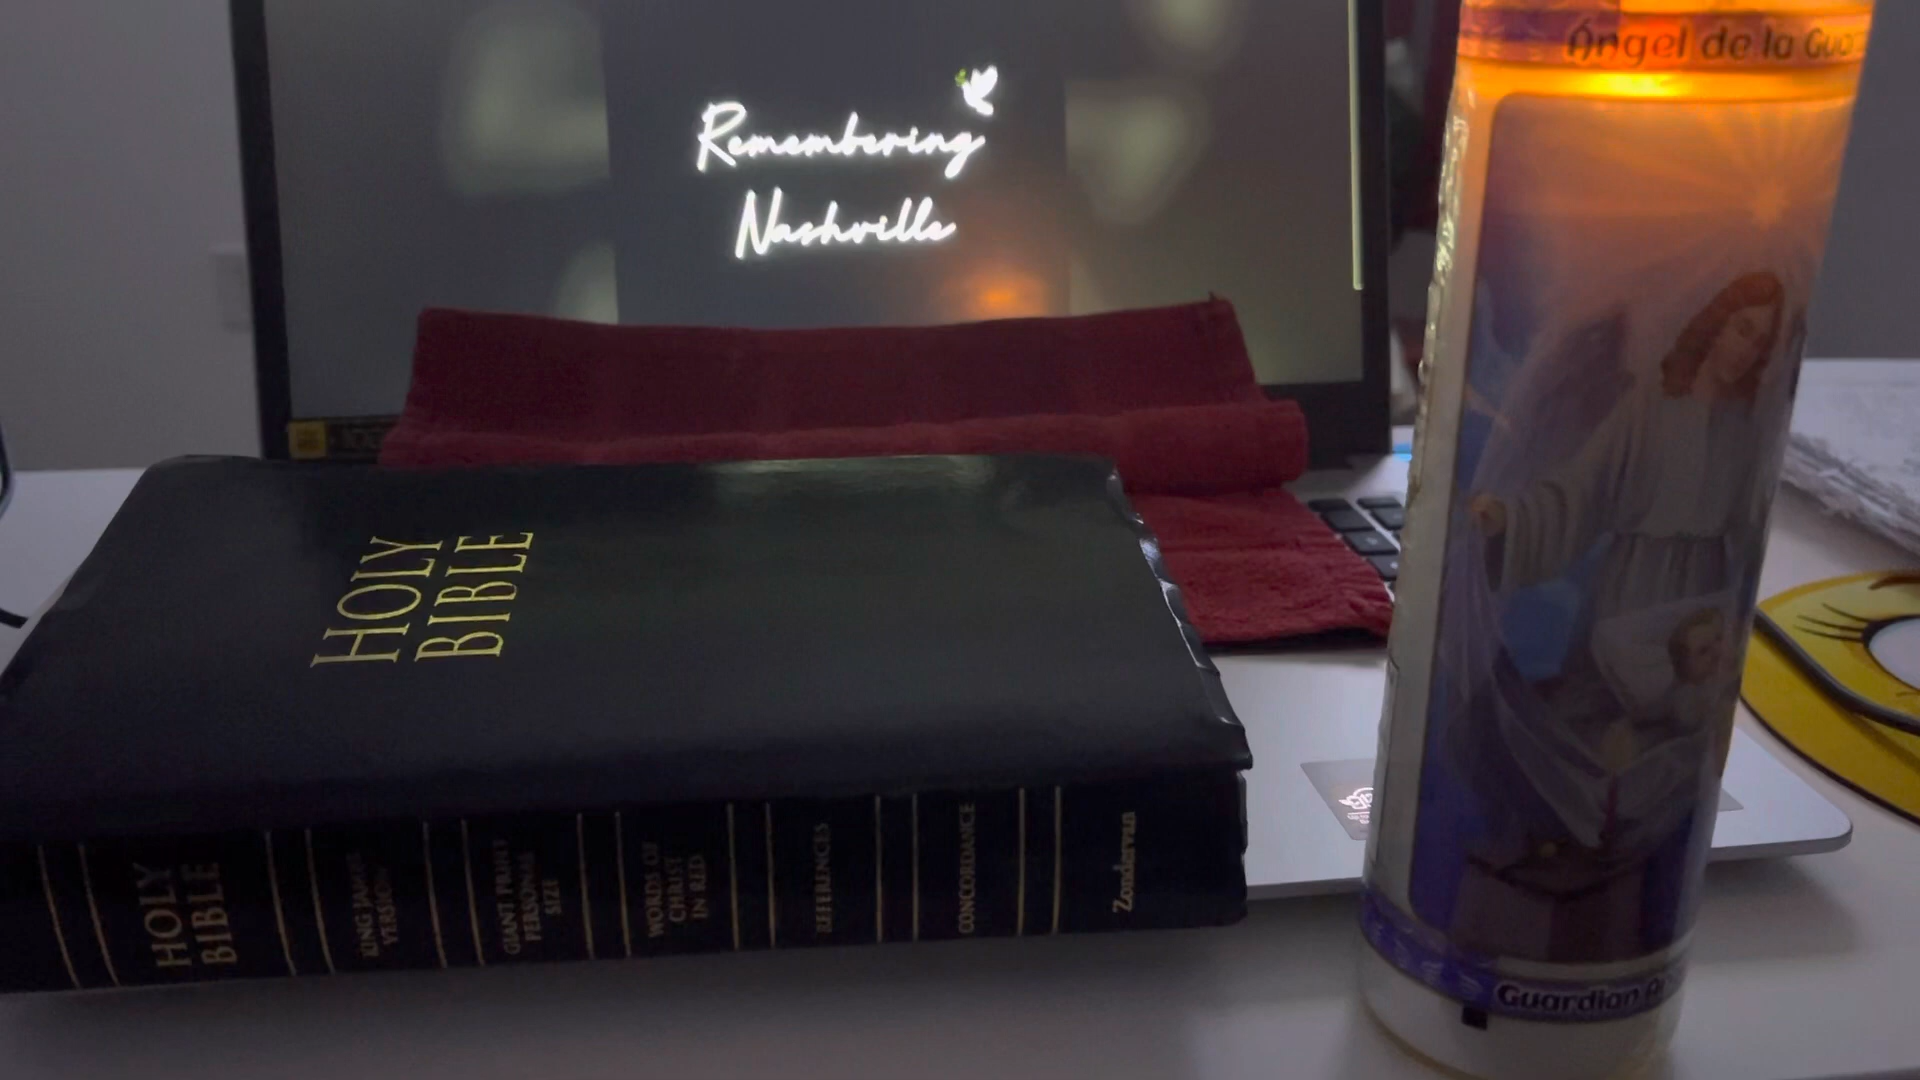 Remembering
Nashville
Ángel de la Gua
HOLY
BIBLE
HOLY
BIBLE
KING JAMES
VERSION
GIANT PRINT
PERSONAL
SIZE
WORDS OF
CHRIST
IN RED
REFERENCES
CONCORDANCE
Zondervan
Guardian